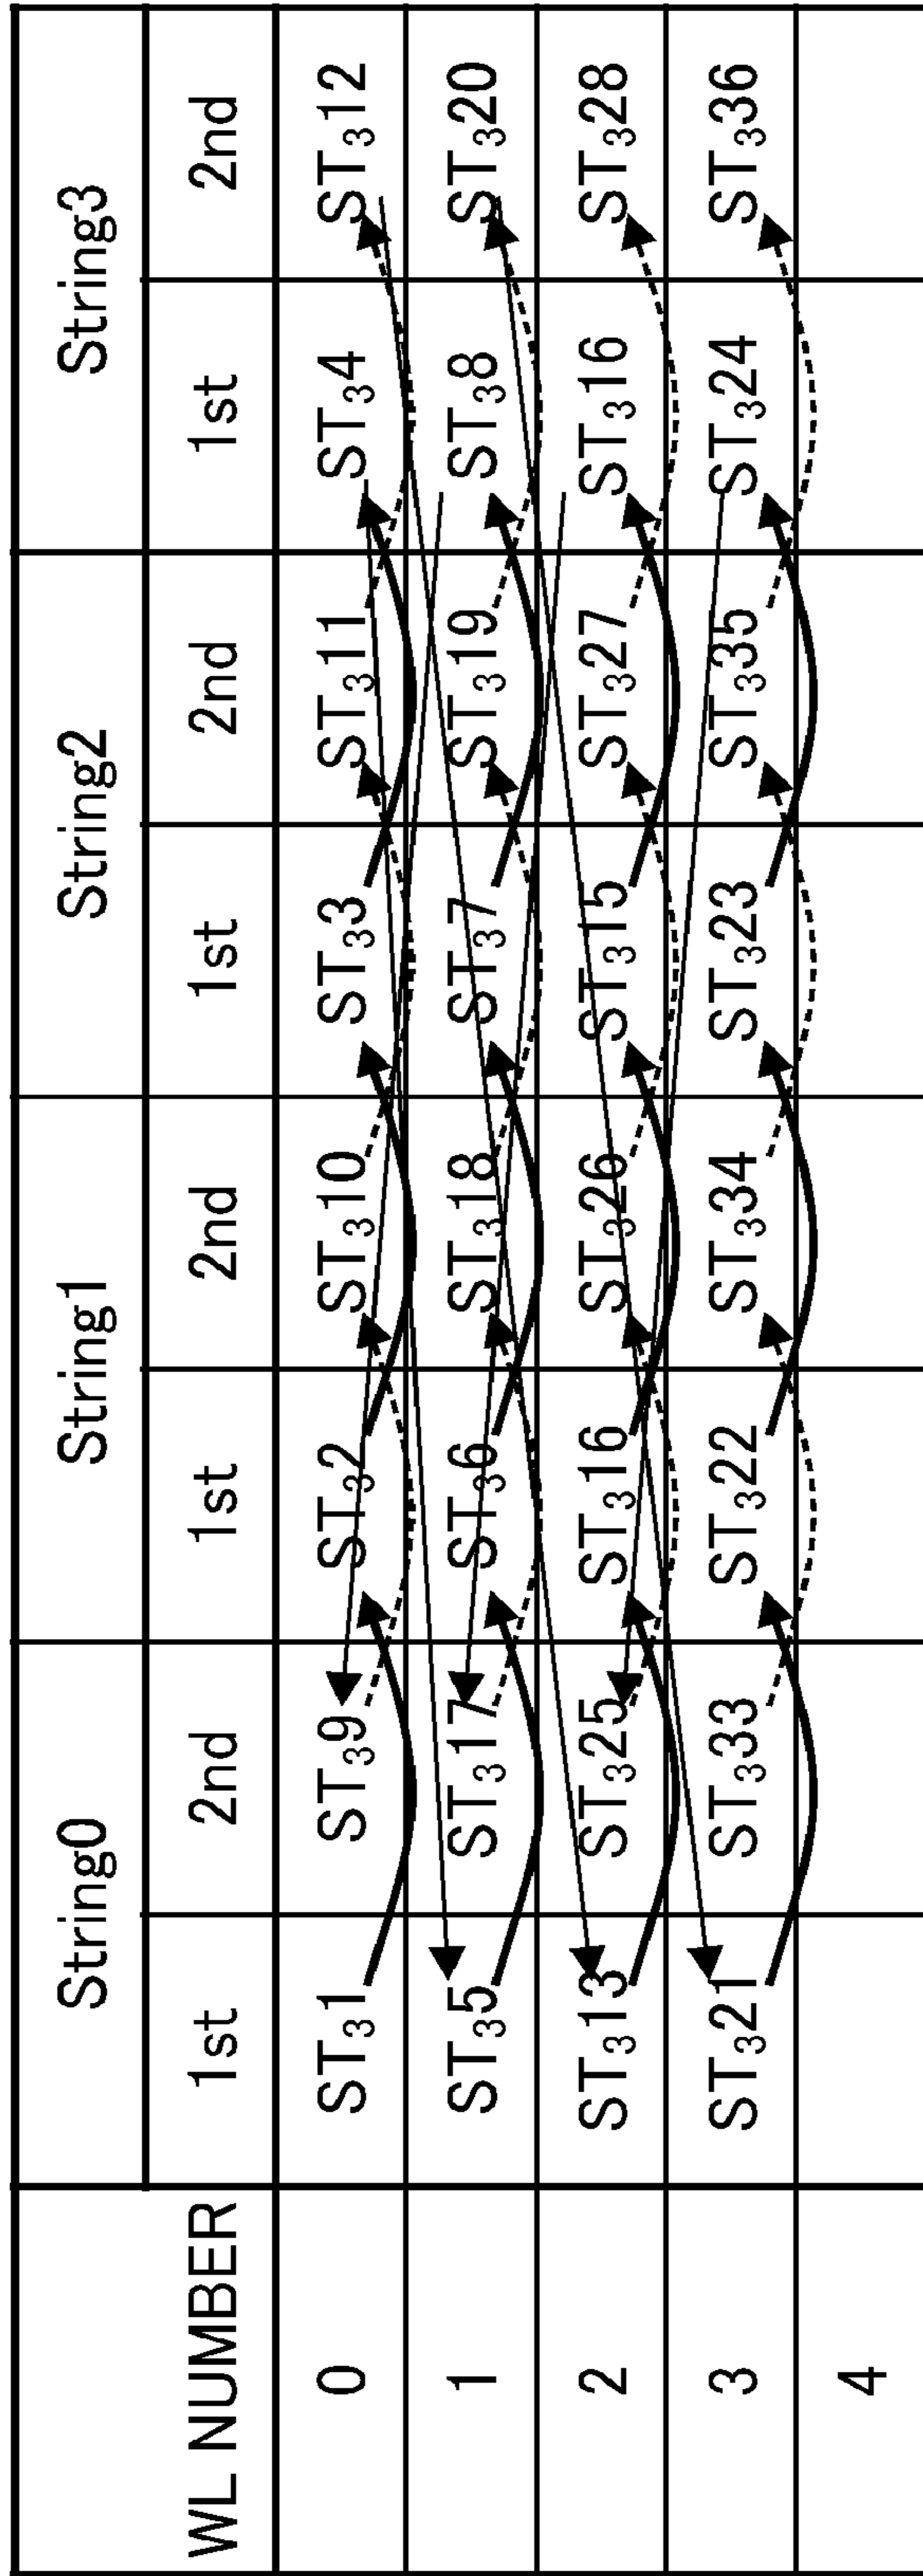 String0 String1 String2 String3
WL NUMBER 1st 2nd 1st 2nd 1st 2nd 1st 2nd
0 ST₃1 ST₃9 ST₃2 ST₃10 ST₃3 ST₃11 ST₃4 ST₃12
1 ST₃5 ST₃17 ST₃6 ST₃18 ST₃7 ST₃19 ST₃8 ST₃20
2 ST₃13 ST₃25 ST₃16 ST₃26 ST₃15 ST₃27 ST₃16 ST₃28
3 ST₃21 ST₃33 ST₃22 ST₃34 ST₃23 ST₃35 ST₃24 ST₃36
4